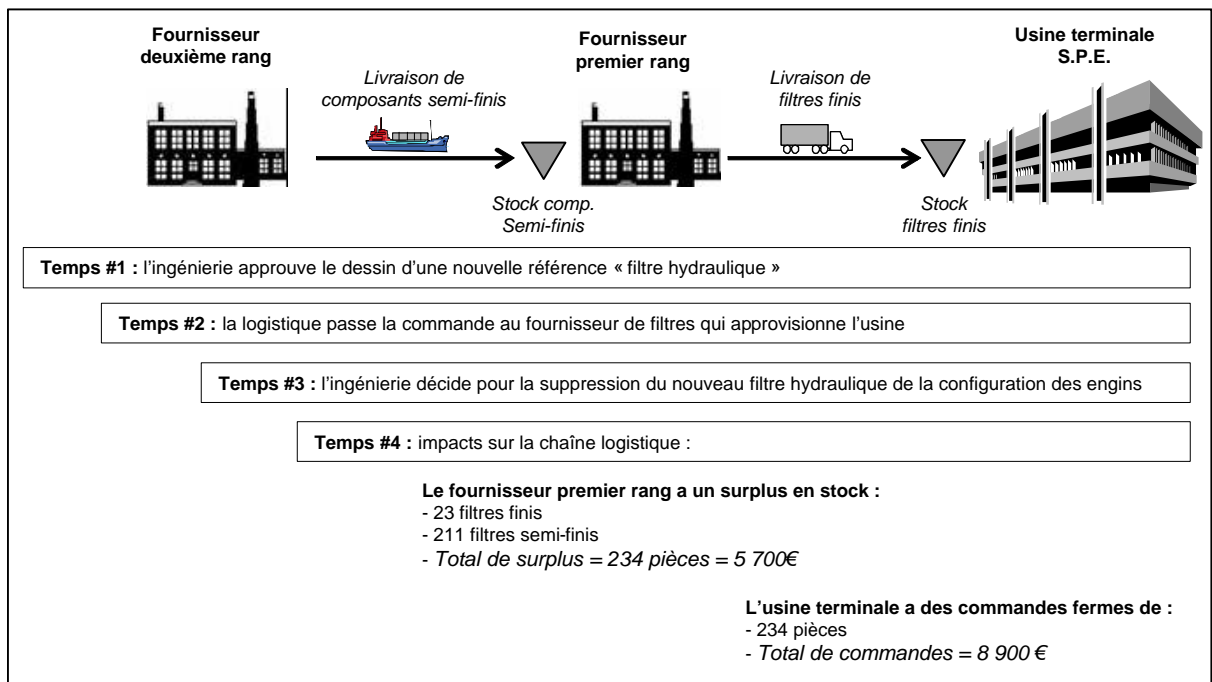 Fournisseur
deuxième rang
Livraison de
composants semi-finis
Fournisseur
premier rang
Livraison de
filtres finis
Usine terminale
S.P.E.
Stock comp.
Semi-finis
Stock
filtres finis
Temps #1 : l'ingénierie approuve le dessin d'une nouvelle référence « filtre hydraulique »
Temps #2 : la logistique passe la commande au fournisseur de filtres qui approvisionne l'usine
Temps #3 : l'ingénierie décide pour la suppression du nouveau filtre hydraulique de la configuration des engins
Temps #4 : impacts sur la chaîne logistique :
Le fournisseur premier rang a un surplus en stock :
- 23 filtres finis
- 211 filtres semi-finis
- Total de surplus = 234 pièces = 5 700€
L'usine terminale a des commandes fermes de :
- 234 pièces
- Total de commandes = 8 900 €